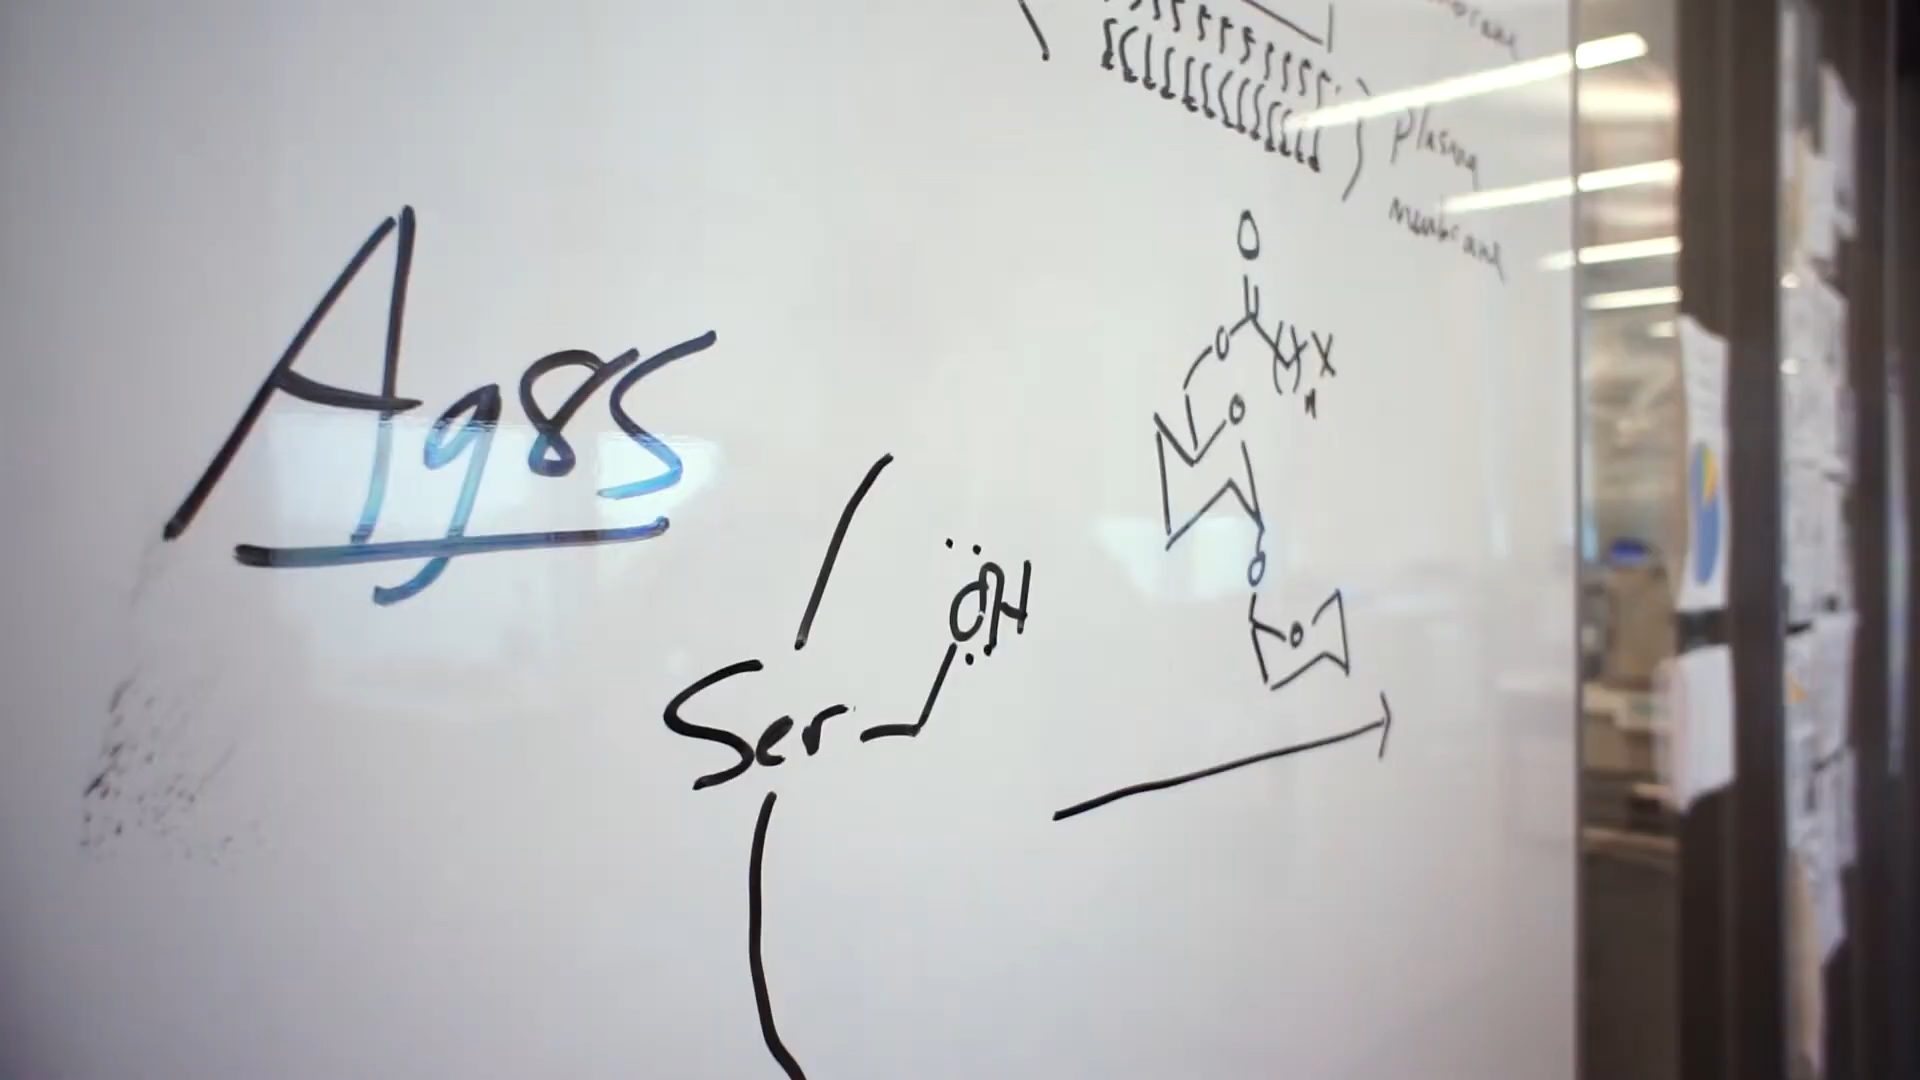 plasma
membrane
Ag85
O
O
( ) X
n
O
O
O
OH
Ser